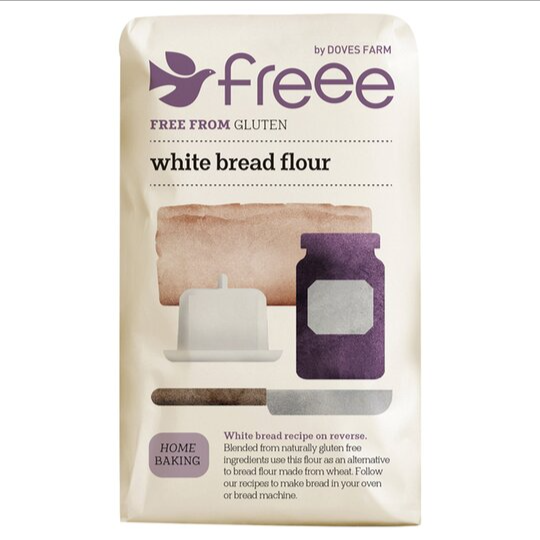 by DOVES FARM
freee
FREE FROM GLUTEN
white bread flour
HOME
BAKING
White bread recipe on reverse.
Blended from naturally gluten free
ingredients use this flour as an alternative
to bread flour made from wheat. Follow
our recipes to make bread in your oven
or bread machine.